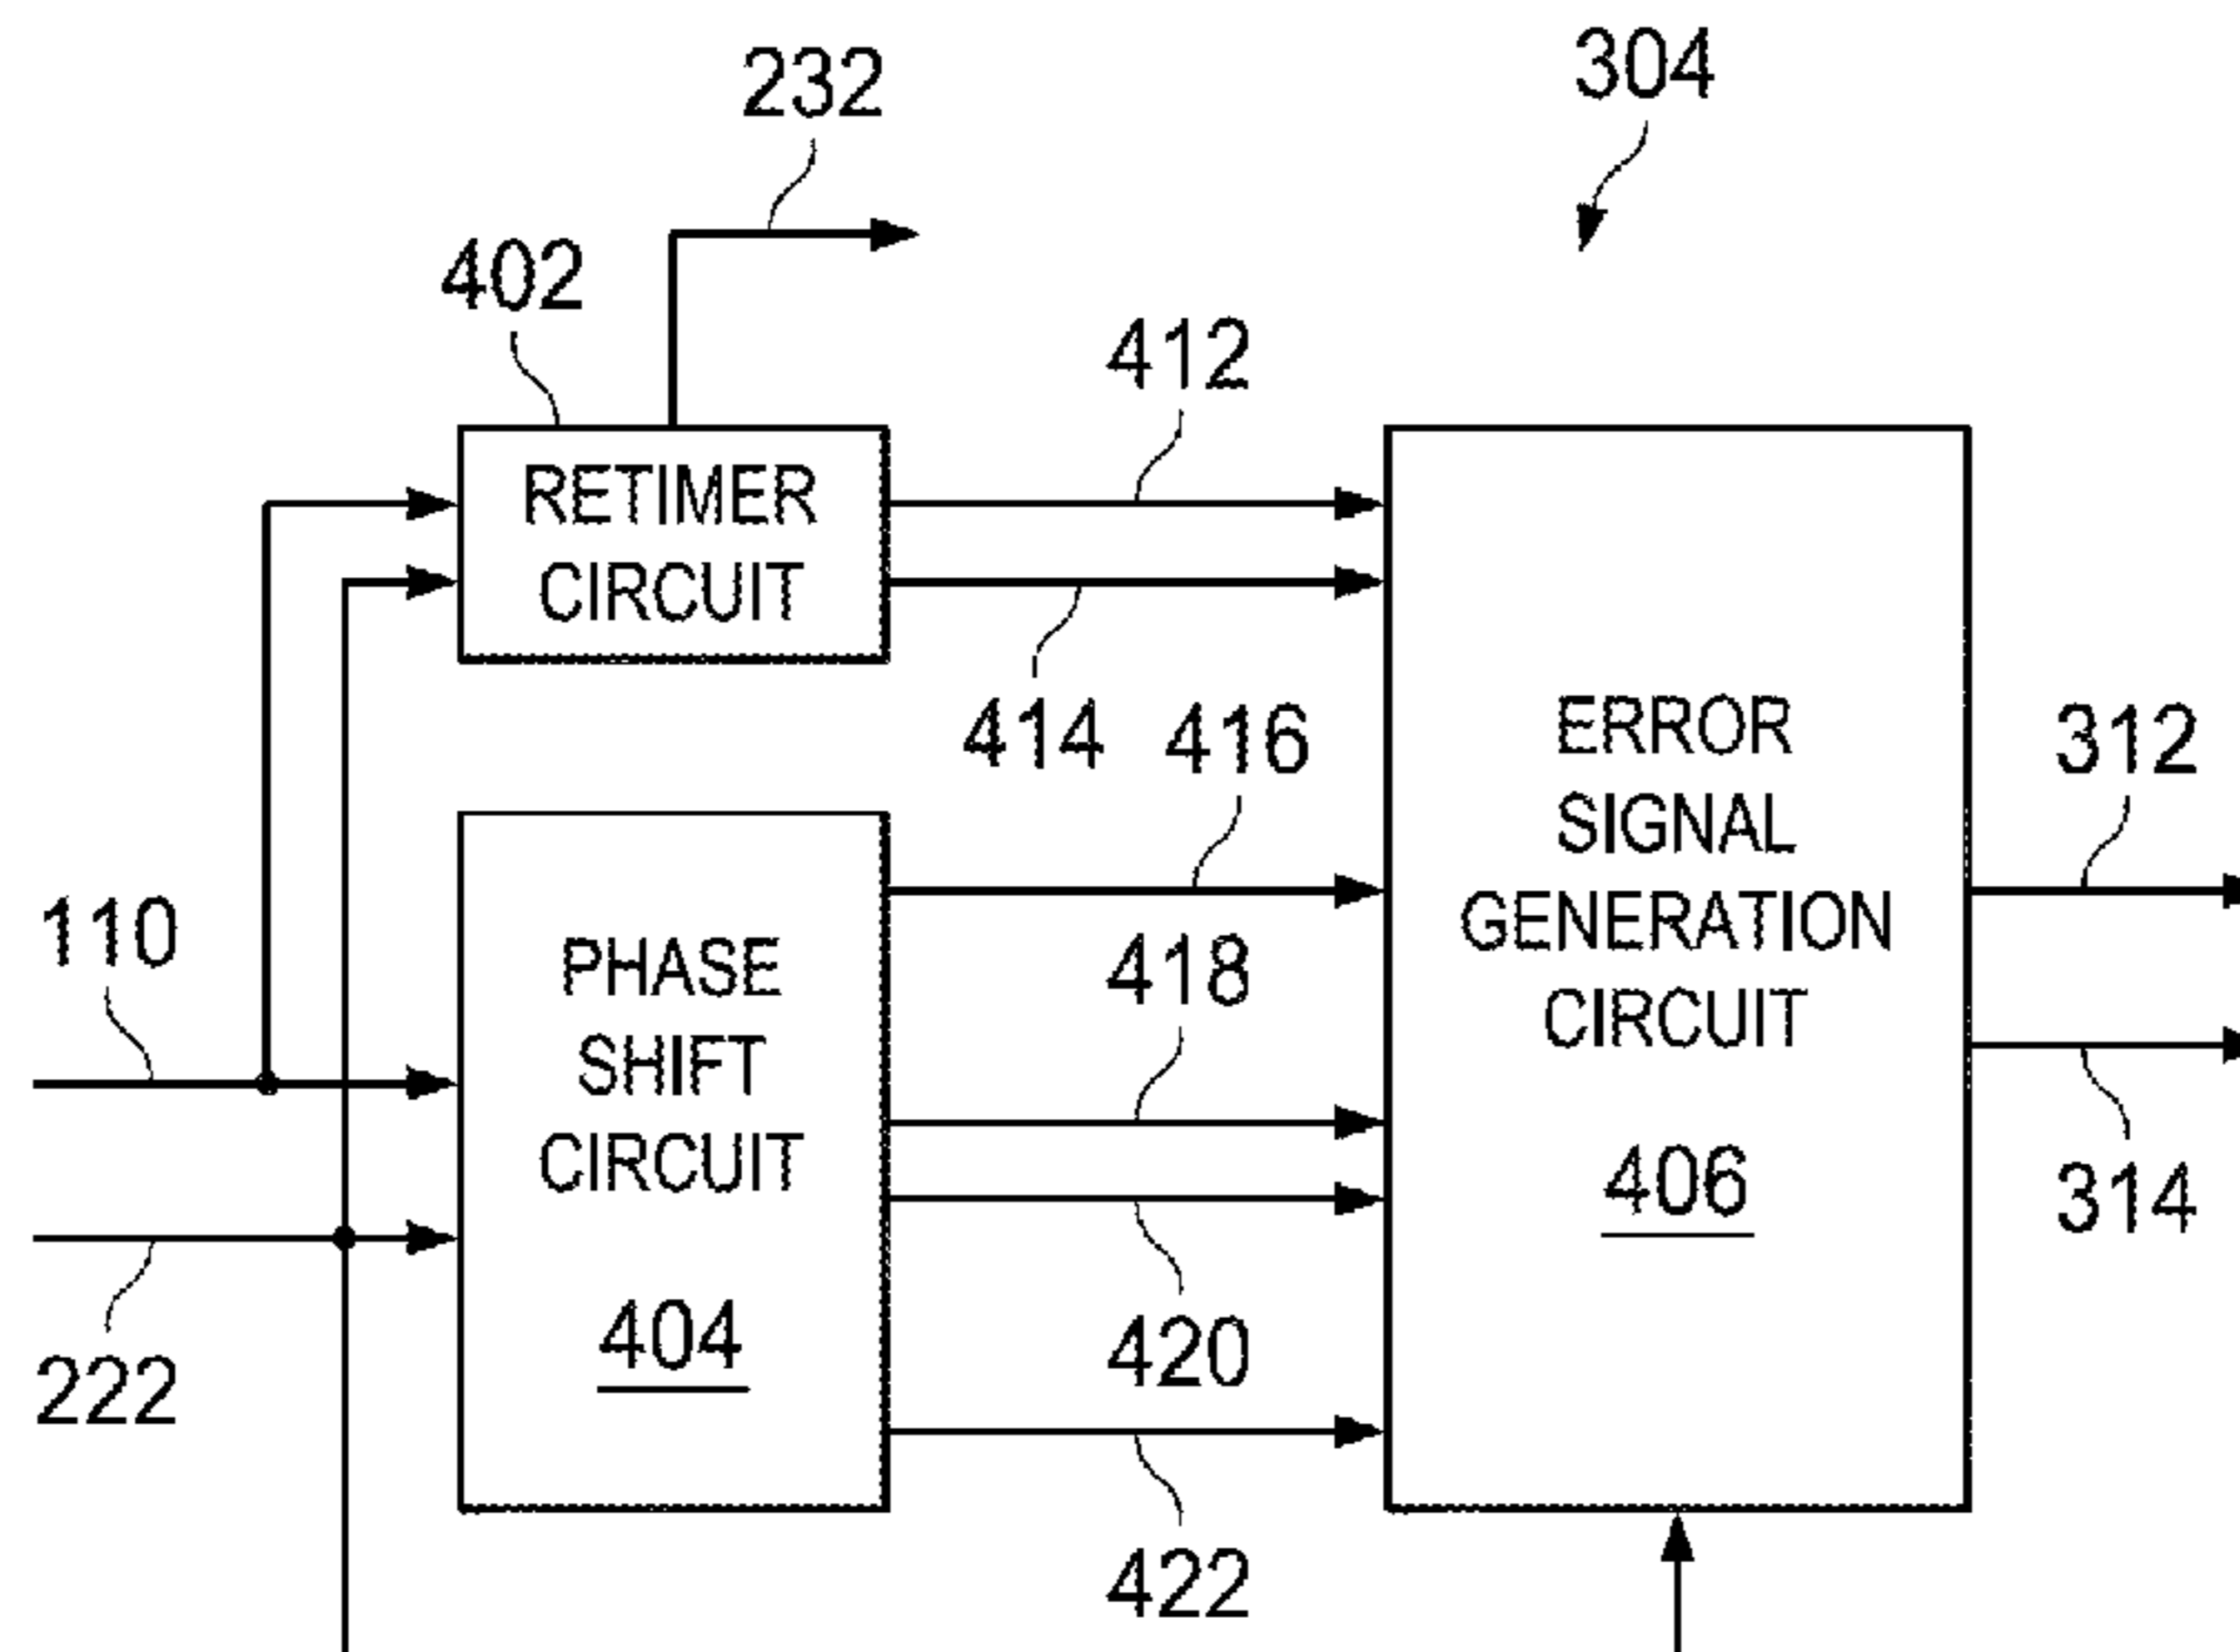 232
304
402
412
RETIMER
CIRCUIT
414
416
ERROR
SIGNAL
GENERATION
CIRCUIT
406
312
110
PHASE
SHIFT
CIRCUIT
404
418
314
222
420
422